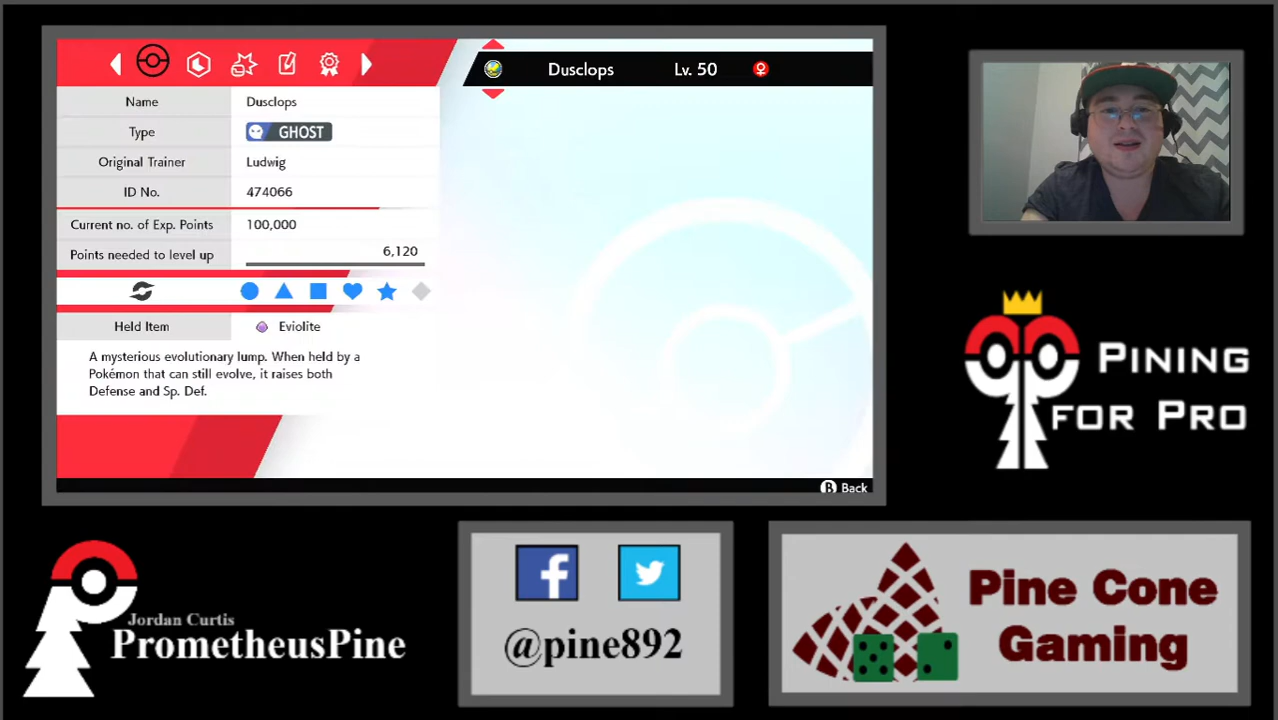 Dusclops Lv. 50
Name Dusclops
Type GHOST
Original Trainer Ludwig
ID No. 474066
Current no. of Exp. Points 100,000
Points needed to level up 6,120
Held Item Eviolite
A mysterious evolutionary lump. When held by a
Pokémon that can still evolve, it raises both
Defense and Sp. Def.
B Back
PINING
FOR PRO
Jordan Curtis
PrometheusPine
@pine892
Pine Cone
Gaming